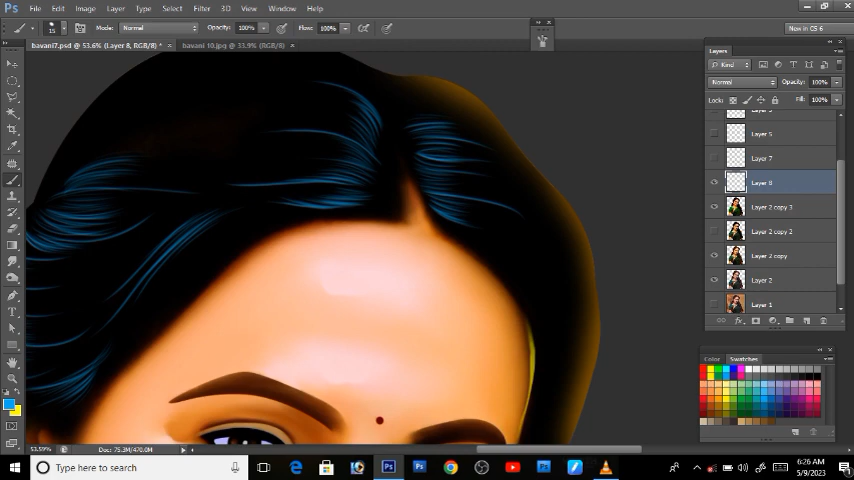 Ps File Edit Image Layer Type Select Filter 3D View Window Help
15 Mode: Normal Opacity: 100% Flow: 100% New in CS 6
bavani7.psd @ 53.6% (Layer 8, RGB/8) * × bavani 10.jpg @ 33.9% (RGB/8) ×
Layers
Kind
Normal Opacity: 100%
Lock: Fill: 100%
Layer 5
Layer 7
Layer 8
Layer 2 copy 3
Layer 2 copy 2
Layer 2 copy
Layer 2
Layer 1
fx
Color Swatches
53.59% Doc: 75.3M/470.0M
Type here to search
6:26 AM
5/9/2023